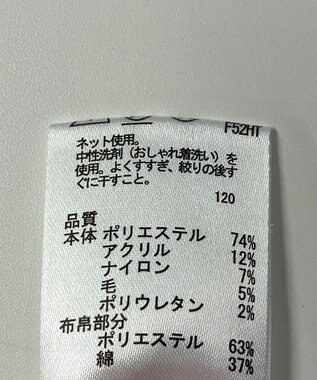 F52HT
ネット使用。
中性洗剤（おしゃれ着洗い）を
使用。よくすすぎ、絞りの後す
ぐに干すこと。
120
品質
本体 ポリエステル 74%
アクリル 12%
ナイロン 7%
毛 5%
ポリウレタン 2%
布帛部分
ポリエステル 63%
綿 37%